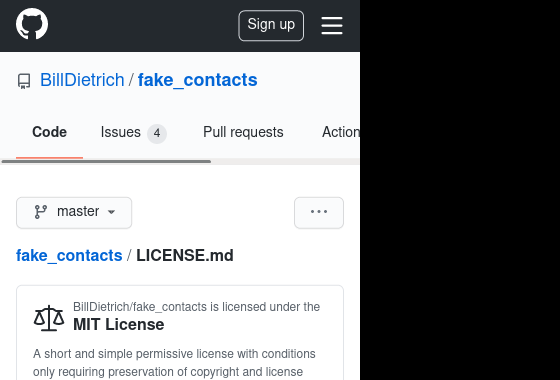 Sign up
BillDietrich / fake_contacts
Code Issues 4 Pull requests Action
master ...
fake_contacts / LICENSE.md
BillDietrich/fake_contacts is licensed under the
MIT License
A short and simple permissive license with conditions
only requiring preservation of copyright and license